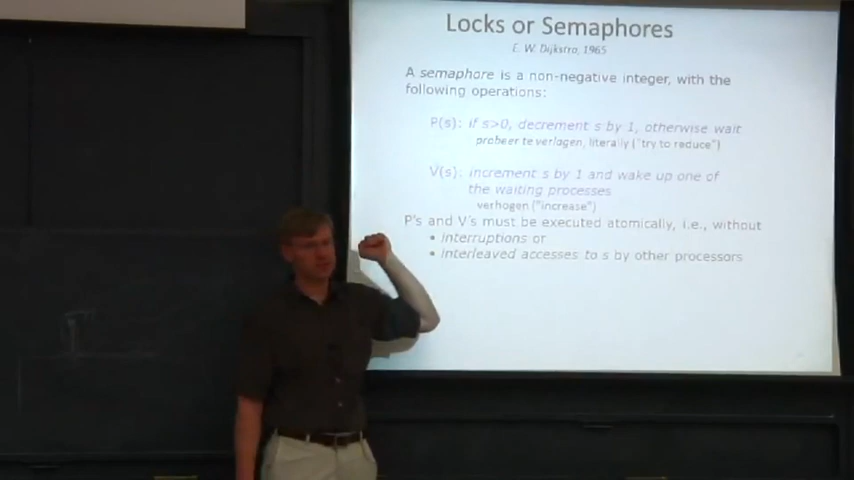 Locks or Semaphores
E. W. Dijkstra, 1965
A semaphore is a non-negative integer, with the
following operations:
P(s): if s>0, decrement s by 1, otherwise wait
probeer te verlagen, literally ("try to reduce")
V(s): increment s by 1 and wake up one of
the waiting processes
verhogen ("increase")
P's and V's must be executed atomically, i.e., without
• interruptions or
• interleaved accesses to s by other processors